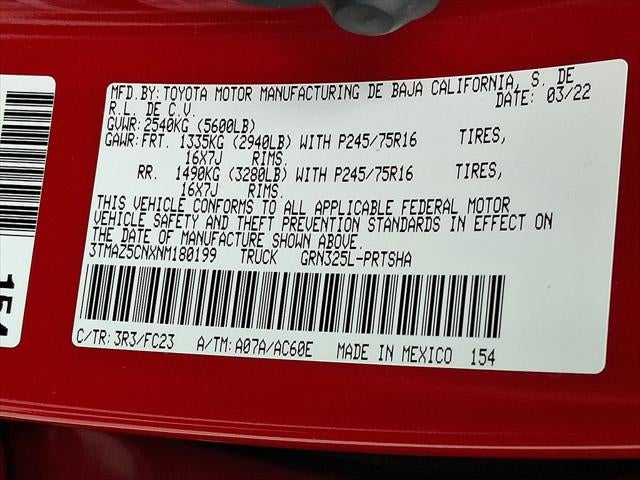 MFD.BY:TOYOTA MOTOR MANUFACTURING DE BAJA CALIFORNIA, S. DE
R.L. DE C.V. DATE: 03/22
GVWR:2540KG (5600LB)
GAWR:FRT. 1335KG (2940LB) WITH P245/75R16 TIRES,
16X7J RIMS.
RR. 1490KG (3280LB) WITH P245/75R16 TIRES,
16X7J RIMS.
THIS VEHICLE CONFORMS TO ALL APPLICABLE FEDERAL MOTOR
VEHICLE SAFETY AND THEFT PREVENTION STANDARDS IN EFFECT ON
THE DATE OF MANUFACTURE SHOWN ABOVE.
3TMAZ5CNXNM180199 TRUCK GRN325L-PRTSHA
C/TR:3R3/FC23 A/TM:A07A/AC60E MADE IN MEXICO 154
154